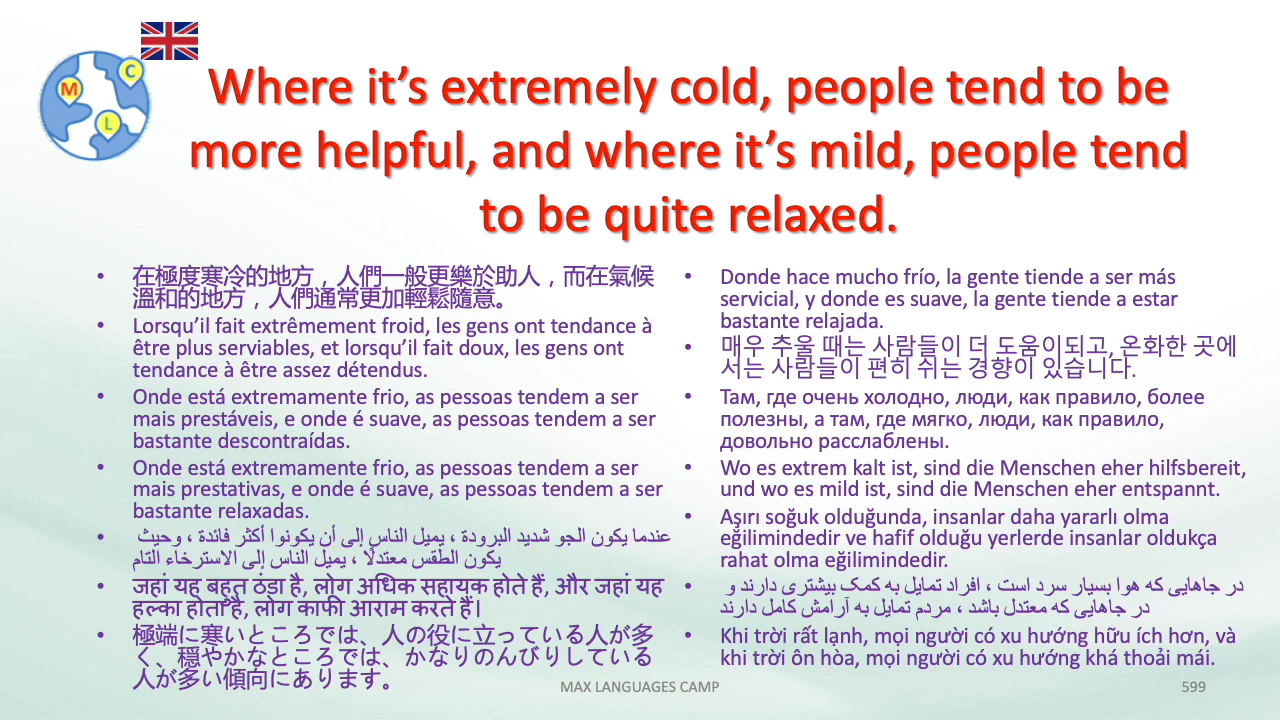 M
C
L
Where it’s extremely cold, people tend to be
more helpful, and where it’s mild, people tend
to be quite relaxed.
• 在極度寒冷的地方，人們一般更樂於助人，而在氣候
溫和的地方，人們通常更加輕鬆隨意。
• Lorsqu’il fait extrêmement froid, les gens ont tendance à
être plus serviables, et lorsqu’il fait doux, les gens ont
tendance à être assez détendus.
• Onde está extremamente frio, as pessoas tendem a ser
mais prestáveis, e onde é suave, as pessoas tendem a ser
bastante descontraídas.
• Onde está extremamente frio, as pessoas tendem a ser
mais prestativas, e onde é suave, as pessoas tendem a ser
bastante relaxadas.
• عندما يكون الجو شديد البرودة ، يميل الناس إلى أن يكونوا أكثر فائدة ، وحيث
يكون الطقس معتدلًا ، يميل الناس إلى الاسترخاء التام
• जहां यह बहुत ठंडा है, लोग अधिक सहायक होते हैं, और जहां यह
हल्का होता है, लोग काफी आराम करते हैं।
• 極端に寒いところでは、人の役に立っている人が多
く、穏やかなところでは、かなりのんびりしている
人が多い傾向にあります。
• Donde hace mucho frío, la gente tiende a ser más
servicial, y donde es suave, la gente tiende a estar
bastante relajada.
• 매우 추울 때는 사람들이 더 도움이되고, 온화한 곳에
서는 사람들이 편히 쉬는 경향이 있습니다.
• Там, где очень холодно, люди, как правило, более
полезны, а там, где мягко, люди, как правило,
довольно расслаблены.
• Wo es extrem kalt ist, sind die Menschen eher hilfsbereit,
und wo es mild ist, sind die Menschen eher entspannt.
• Aşırı soğuk olduğunda, insanlar daha yararlı olma
eğilimindedir ve hafif olduğu yerlerde insanlar oldukça
rahat olma eğilimindedir.
• در جاهایی که هوا بسیار سرد است ، افراد تمایل به کمک بیشتری دارند و
در جاهایی که معتدل باشد ، مردم تمایل به آرامش کامل دارند
• Khi trời rất lạnh, mọi người có xu hướng hữu ích hơn, và
khi trời ôn hòa, mọi người có xu hướng khá thoải mái.
MAX LANGUAGES CAMP
599